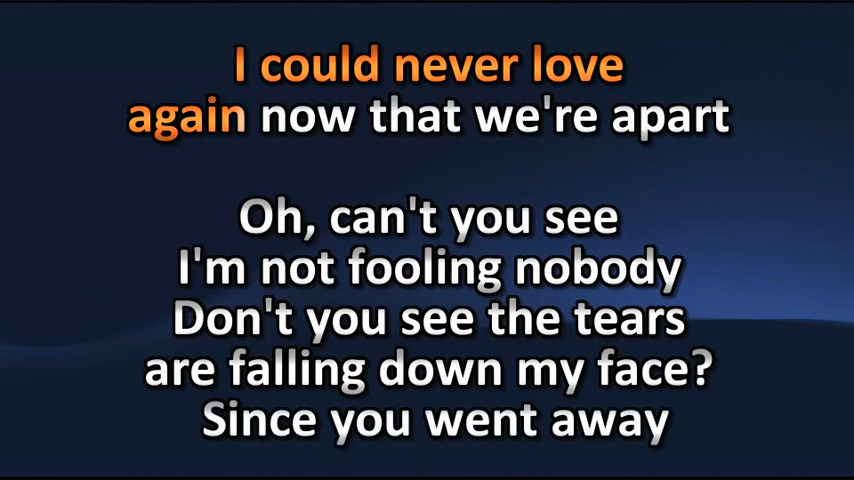 I could never love
again now that we're apart
Oh, can't you see
I'm not fooling nobody
Don't you see the tears
are falling down my face?
Since you went away